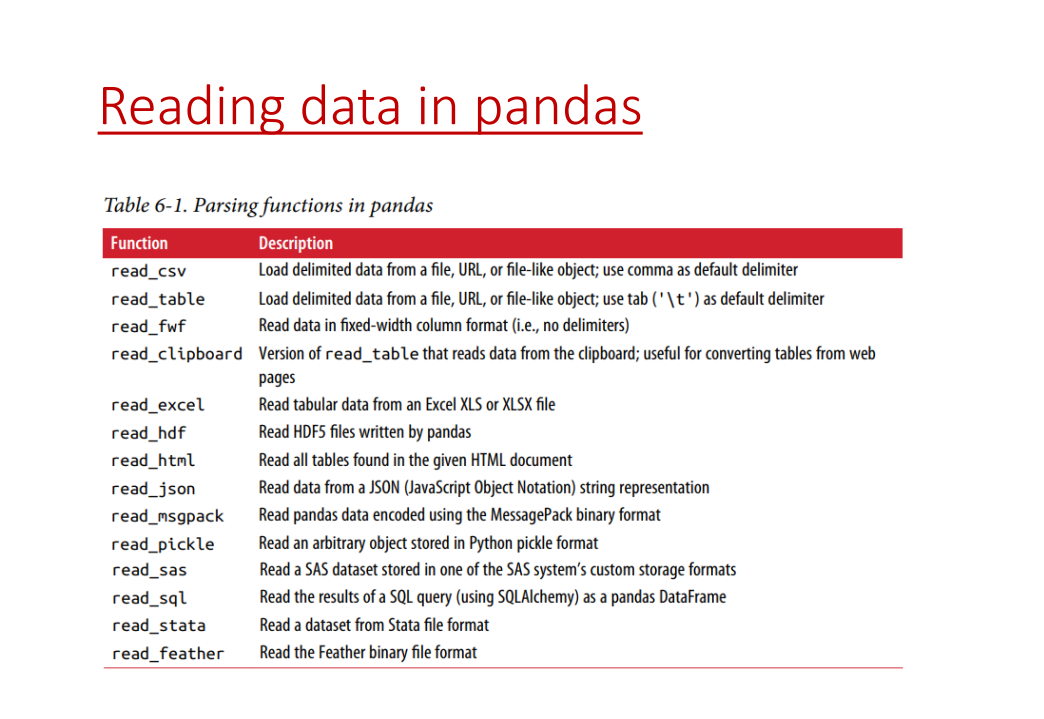 Reading data in pandas
Table 6-1. Parsing functions in pandas
Function Description
read_csv Load delimited data from a file, URL, or file-like object; use comma as default delimiter
read_table Load delimited data from a file, URL, or file-like object; use tab ('\t') as default delimiter
read_fwf Read data in fixed-width column format (i.e., no delimiters)
read_clipboard Version of read_table that reads data from the clipboard; useful for converting tables from web
pages
read_excel Read tabular data from an Excel XLS or XLSX file
read_hdf Read HDF5 files written by pandas
read_html Read all tables found in the given HTML document
read_json Read data from a JSON (JavaScript Object Notation) string representation
read_msgpack Read pandas data encoded using the MessagePack binary format
read_pickle Read an arbitrary object stored in Python pickle format
read_sas Read a SAS dataset stored in one of the SAS system’s custom storage formats
read_sql Read the results of a SQL query (using SQLAlchemy) as a pandas DataFrame
read_stata Read a dataset from Stata file format
read_feather Read the Feather binary file format